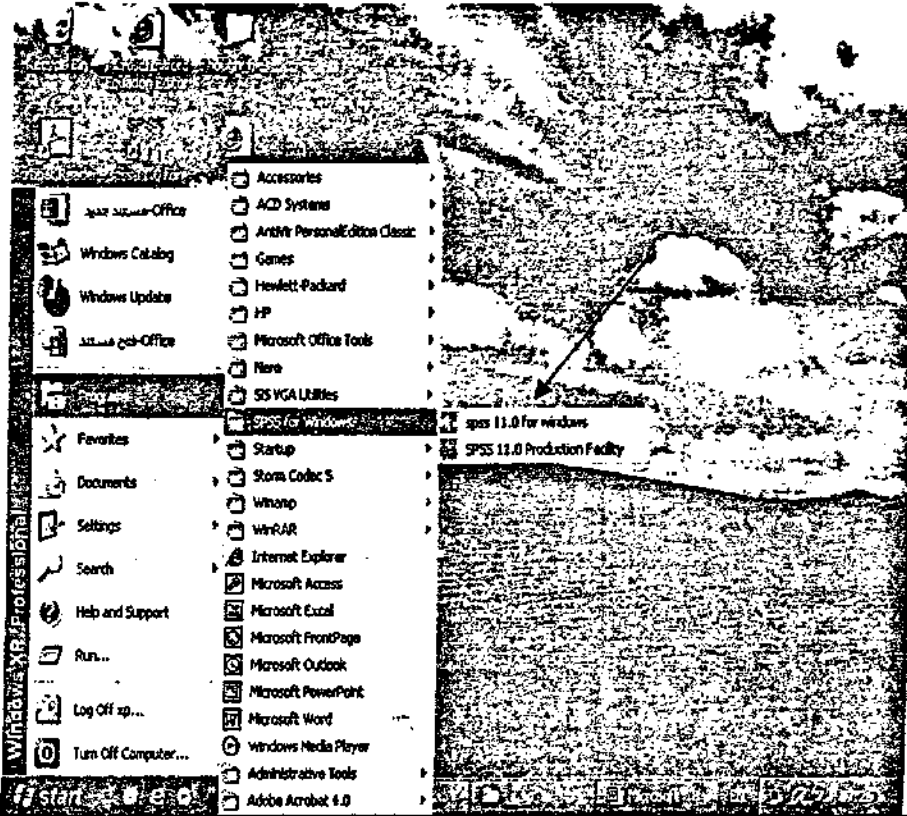 Office-مستند جديد
Windows Catalog
Windows Update
Office-فتح مستند
Favorites
Documents
Settings
Search
Help and Support
Run...
Log Off xp...
Turn Off Computer...
Windows XP Professional
start
Accessories
ACD Systems
AntiVir PersonalEdition Classic
Games
Hewlett-Packard
HP
Microsoft Office Tools
Nero
SiS VGA Utilities
SPSS for Windows
Startup
Storm Codec 5
Winamp
WinRAR
Internet Explorer
Microsoft Access
Microsoft Excel
Microsoft FrontPage
Microsoft Outlook
Microsoft PowerPoint
Microsoft Word
Windows Media Player
Administrative Tools
Adobe Acrobat 4.0
spss 11.0 for windows
SPSS 11.0 Production Facility